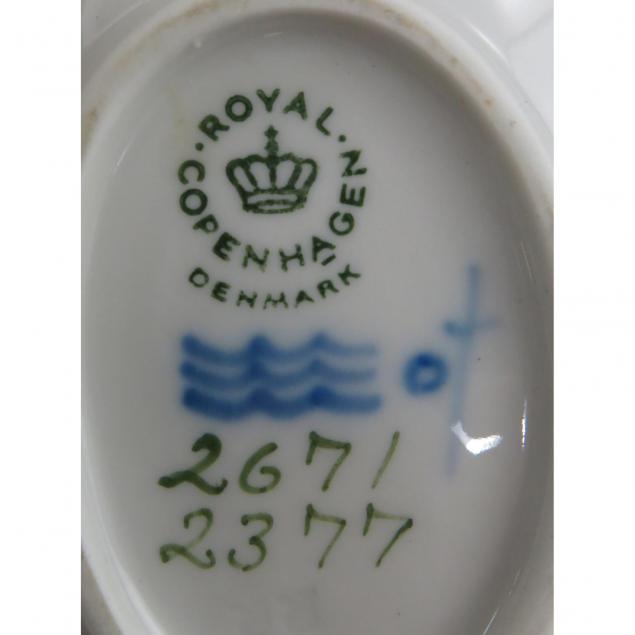 ROYAL
COPENHAGEN
DENMARK
2671
2377